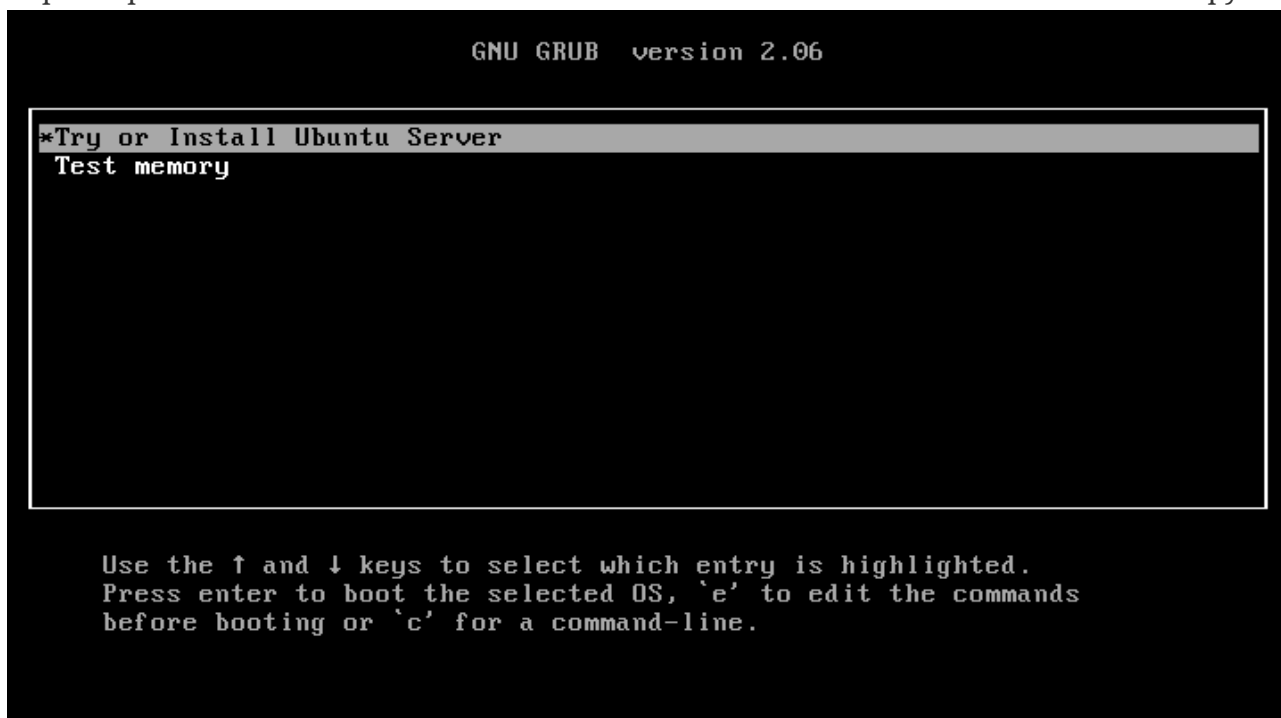 GNU GRUB  version 2.06
*Try or Install Ubuntu Server
Test memory
Use the ↑ and ↓ keys to select which entry is highlighted.
Press enter to boot the selected OS, `e' to edit the commands
before booting or `c' for a command-line.